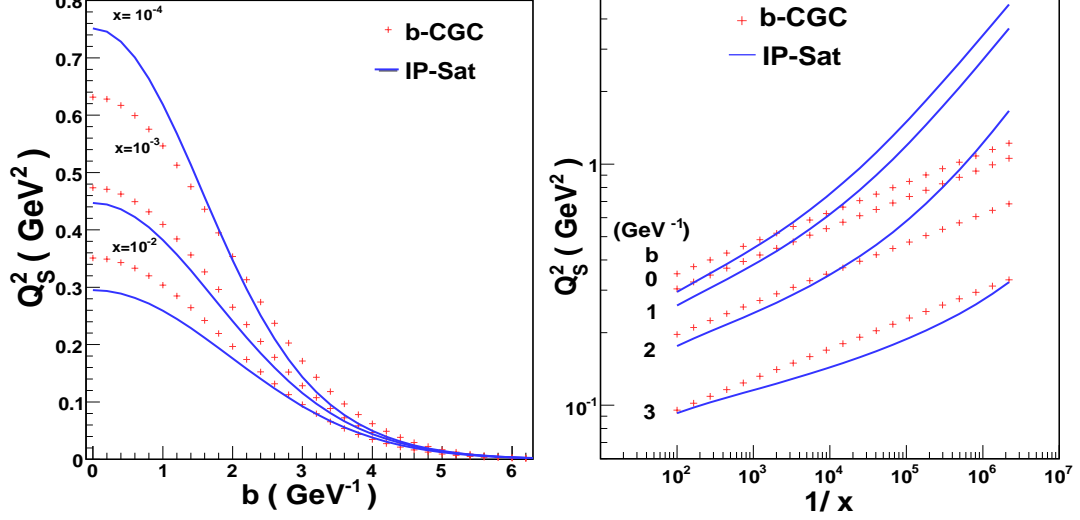 0.8
0.7
0.6
0.5
0.4
0.3
0.2
0.1
0
Q_S^2 ( GeV^2 )
x= 10^-4
x=10^-3
x=10^-2
b-CGC
IP-Sat
0 1 2 3 4 5 6
b ( GeV^-1 )
b-CGC
IP-Sat
1
10^-1
Q_S^2 ( GeV^2 )
(GeV^-1)
b
0
1
2
3
10^2 10^3 10^4 10^5 10^6 10^7
1/ x